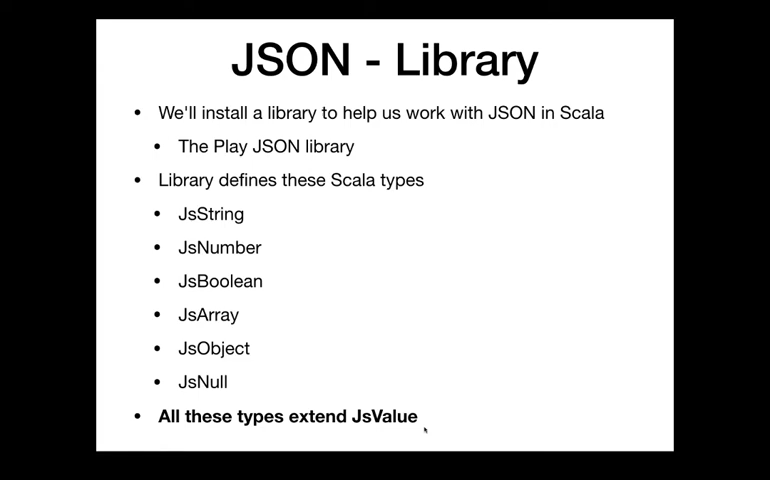 JSON - Library
• We'll install a library to help us work with JSON in Scala
• The Play JSON library
• Library defines these Scala types
• JsString
• JsNumber
• JsBoolean
• JsArray
• JsObject
• JsNull
• All these types extend JsValue